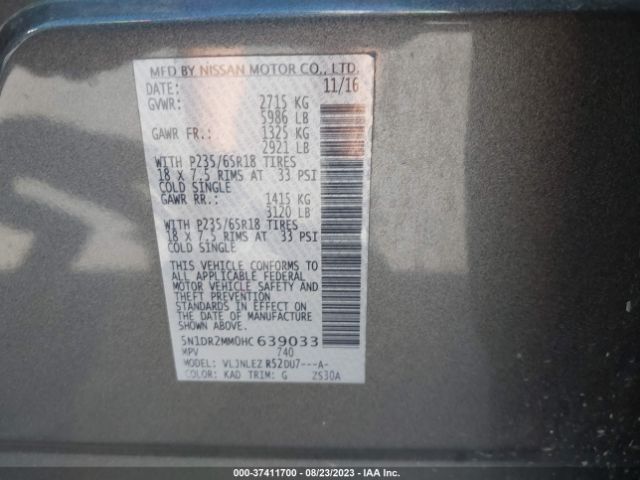 MFD BY NISSAN MOTOR CO., LTD.
DATE: 11/16
GVWR: 2715 KG
5986 LB
GAWR FR.: 1325 KG
2921 LB
WITH P235/65R18 TIRES
18 X 7.5 RIMS AT 33 PSI
COLD SINGLE
GAWR RR.: 1415 KG
3120 LB
WITH P235/65R18 TIRES
18 X 7.5 RIMS AT 33 PSI
COLD SINGLE
THIS VEHICLE CONFORMS TO
ALL APPLICABLE FEDERAL
MOTOR VEHICLE SAFETY AND
THEFT PREVENTION
STANDARDS IN EFFECT ON
THE DATE OF MANUFACTURE
SHOWN ABOVE.
5N1DR2MM0HC639033
MPV 740
MODEL: VLJNLEZ R52DU7---A-
COLOR: KAD TRIM: G ZS30A
000-37411700 - 08/23/2023 - IAA Inc.